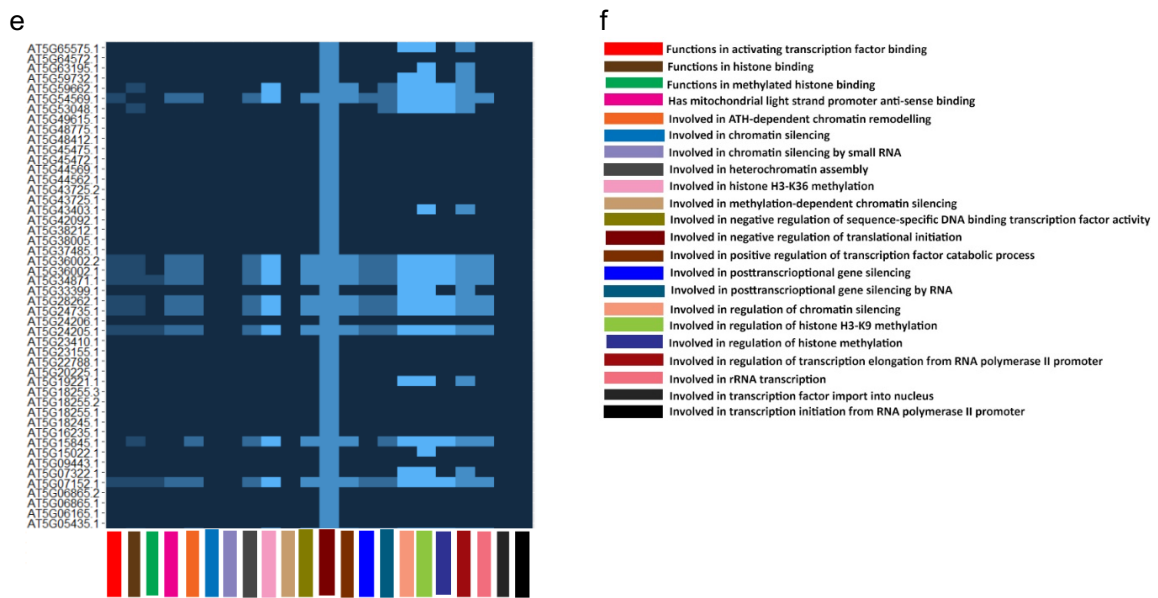 e
AT5G65575.1
AT5G64572.1
AT5G63195.1
AT5G59732.1
AT5G59662.1
AT5G54569.1
AT5G53048.1
AT5G49615.1
AT5G48775.1
AT5G48412.1
AT5G45475.1
AT5G45472.1
AT5G44569.1
AT5G44562.1
AT5G43725.2
AT5G43725.1
AT5G43403.1
AT5G42092.1
AT5G38212.1
AT5G38005.1
AT5G37485.1
AT5G36002.2
AT5G36002.1
AT5G34871.1
AT5G33399.1
AT5G28262.1
AT5G24735.1
AT5G24206.1
AT5G24205.1
AT5G23410.1
AT5G23155.1
AT5G22788.1
AT5G20225.1
AT5G19221.1
AT5G18255.3
AT5G18255.2
AT5G18255.1
AT5G18245.1
AT5G16235.1
AT5G15845.1
AT5G15022.1
AT5G09443.1
AT5G07322.1
AT5G07152.1
AT5G06865.2
AT5G06865.1
AT5G06165.1
AT5G05435.1
f
Functions in activating transcription factor binding
Functions in histone binding
Functions in methylated histone binding
Has mitochondrial light strand promoter anti-sense binding
Involved in ATH-dependent chromatin remodelling
Involved in chromatin silencing
Involved in chromatin silencing by small RNA
Involved in heterochromatin assembly
Involved in histone H3-K36 methylation
Involved in methylation-dependent chromatin silencing
Involved in negative regulation of sequence-specific DNA binding transcription factor activity
Involved in negative regulation of translational initiation
Involved in positive regulation of transcription factor catabolic process
Involved in posttranscrioptional gene silencing
Involved in posttranscrioptional gene silencing by RNA
Involved in regulation of chromatin silencing
Involved in regulation of histone H3-K9 methylation
Involved in regulation of histone methylation
Involved in regulation of transcription elongation from RNA polymerase II promoter
Involved in rRNA transcription
Involved in transcription factor import into nucleus
Involved in transcription initiation from RNA polymerase II promoter